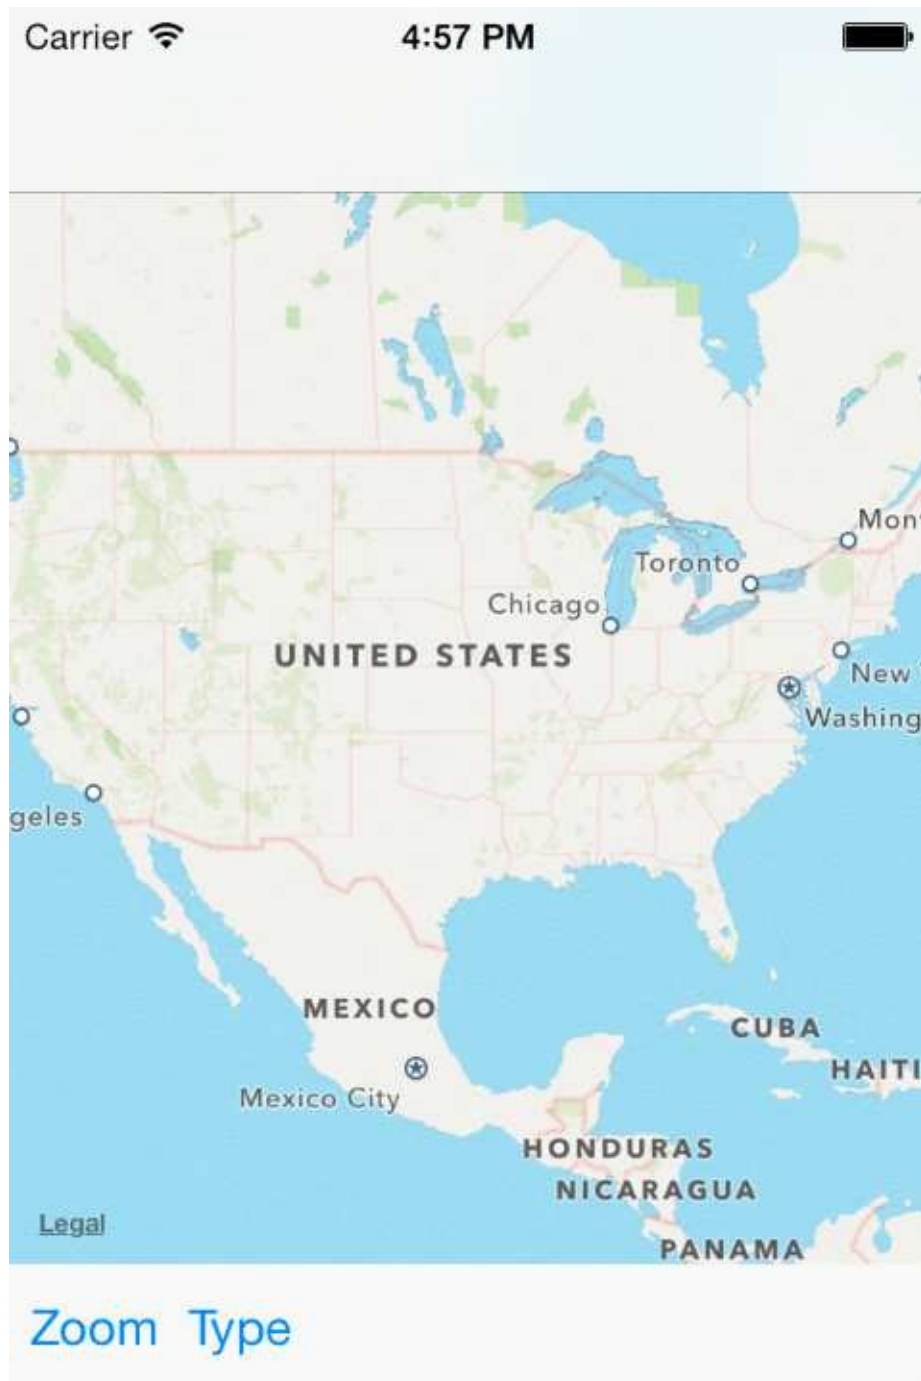 Carrier 4:57 PM
Mon
Toronto
Chicago
UNITED STATES
New
Washing
geles
MEXICO
CUBA
HAITI
Mexico City
HONDURAS
NICARAGUA
Legal
PANAMA
Zoom Type